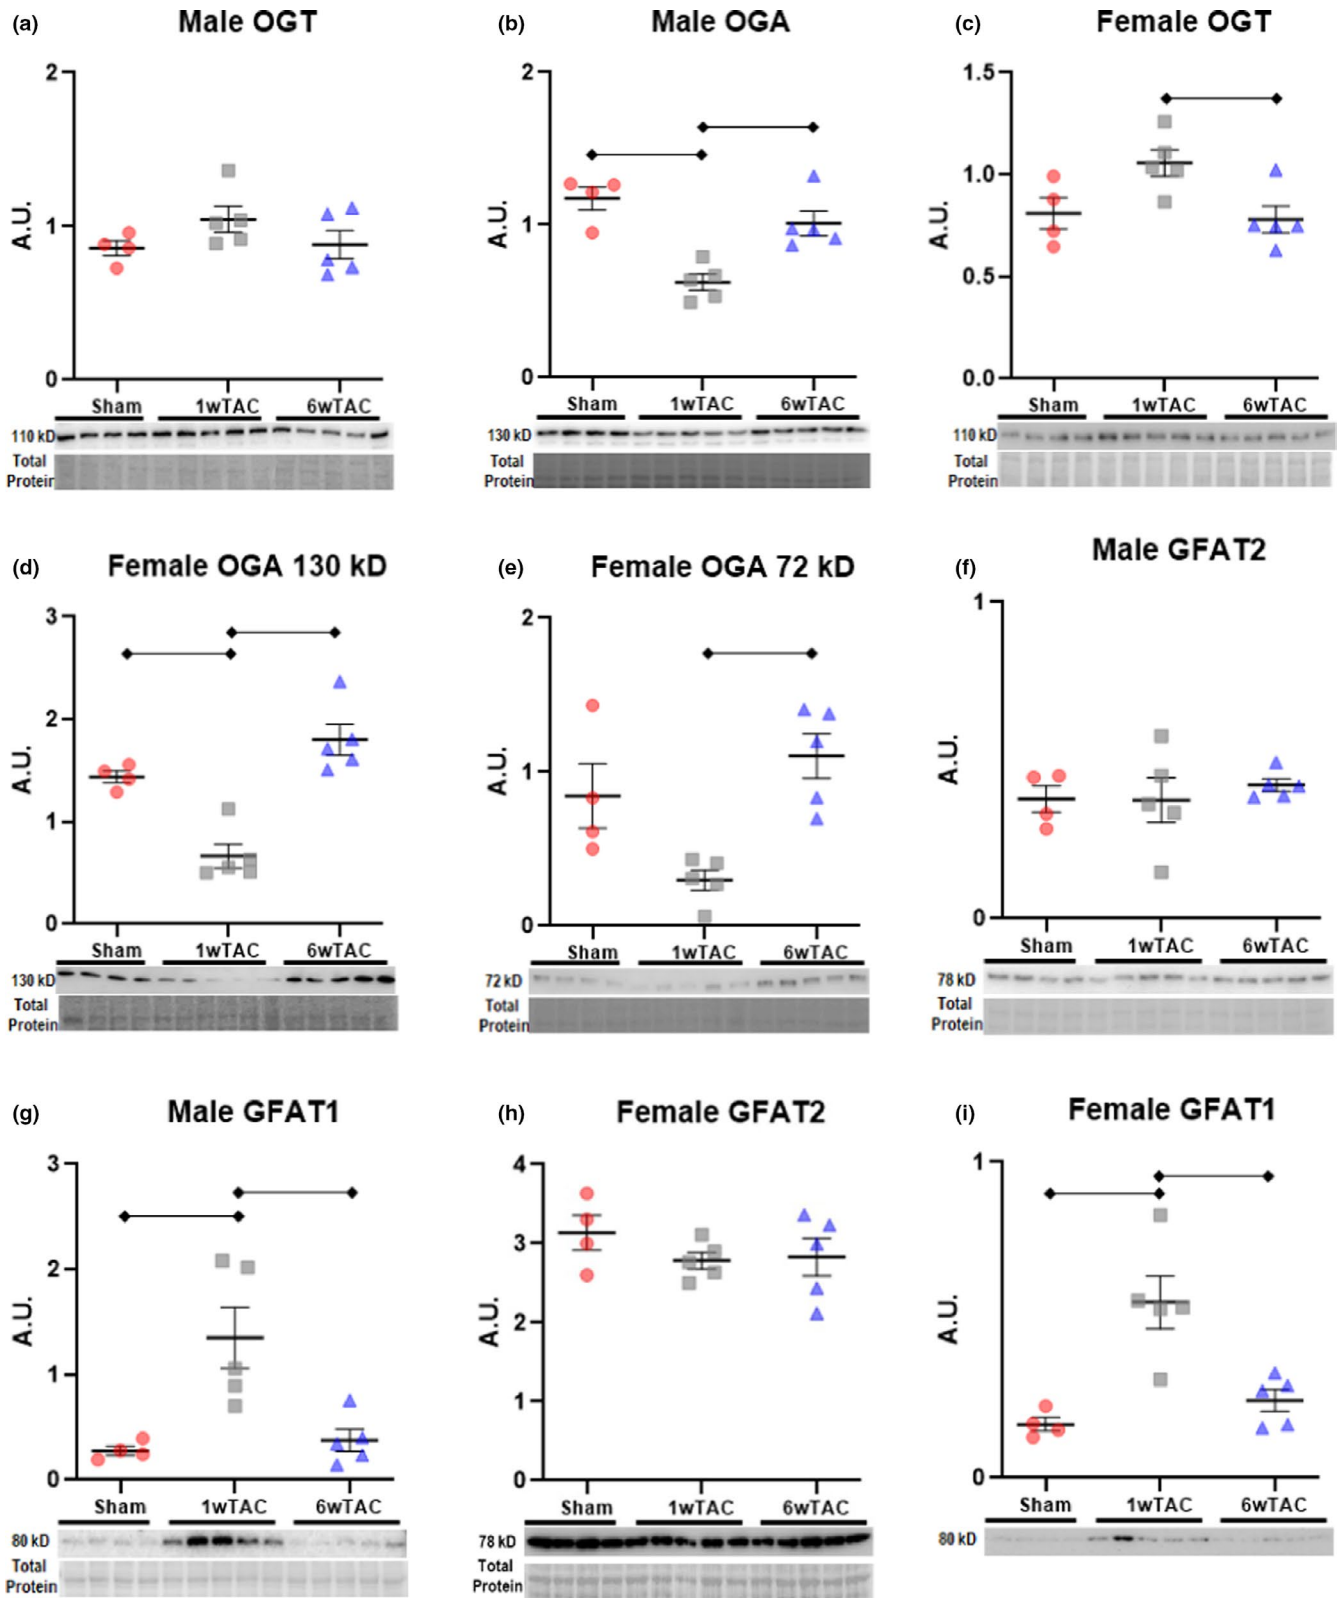 (a) Male OGT
2
1
0
A.U.
Sham 1wTAC 6wTAC
110 kD
Total
Protein
(b) Male OGA
2
1
0
A.U.
Sham 1wTAC 6wTAC
130 kD
Total
Protein
(c) Female OGT
1.5
1.0
0.5
0.0
A.U.
Sham 1wTAC 6wTAC
110 kD
Total
Protein
(d) Female OGA 130 kD
3
2
1
0
A.U.
Sham 1wTAC 6wTAC
130 kD
Total
Protein
(e) Female OGA 72 kD
2
1
0
A.U.
Sham 1wTAC 6wTAC
72 kD
Total
Protein
(f) Male GFAT2
1
0
A.U.
Sham 1wTAC 6wTAC
78 kD
Total
Protein
(g) Male GFAT1
3
2
1
0
A.U.
Sham 1wTAC 6wTAC
80 kD
Total
Protein
(h) Female GFAT2
4
3
2
1
0
A.U.
Sham 1wTAC 6wTAC
78 kD
Total
Protein
(i) Female GFAT1
1
0
A.U.
Sham 1wTAC 6wTAC
80 kD